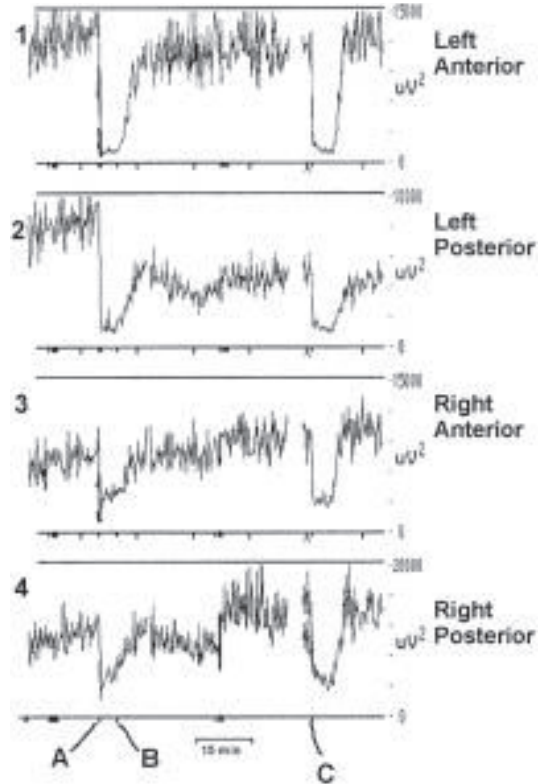 1
15000
Left
Anterior
uV²
0
2
10000
Left
Posterior
uV²
0
3
15000
Right
Anterior
uV²
0
4
20000
Right
Posterior
uV²
0
A
B
15 min
C